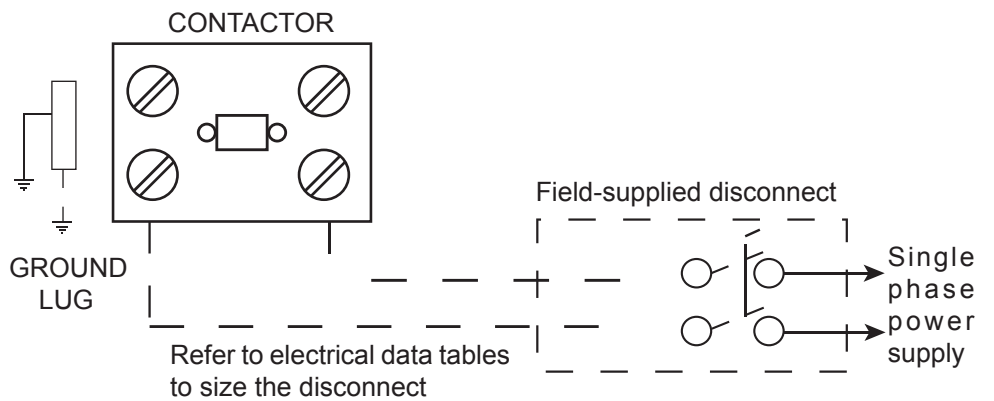 CONTACTOR
GROUND
LUG
Field-supplied disconnect
Single
phase
power
supply
Refer to electrical data tables
to size the disconnect